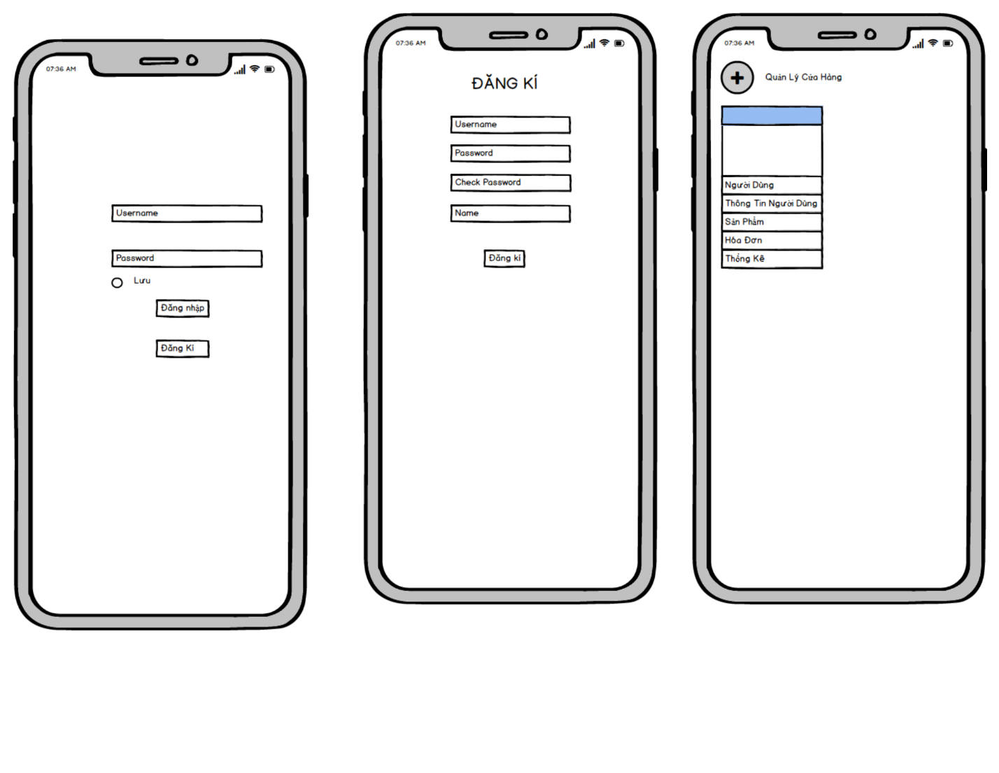 07:36 AM
Username
Password
Lưu
Đăng nhập
Đăng Kí
07:36 AM
ĐĂNG KÍ
Username
Password
Check Password
Name
Đăng kí
07:36 AM
Quản Lý Cửa Hàng
Người Dùng
Thông Tin Người Dùng
Sản Phẩm
Hóa Đơn
Thống Kê